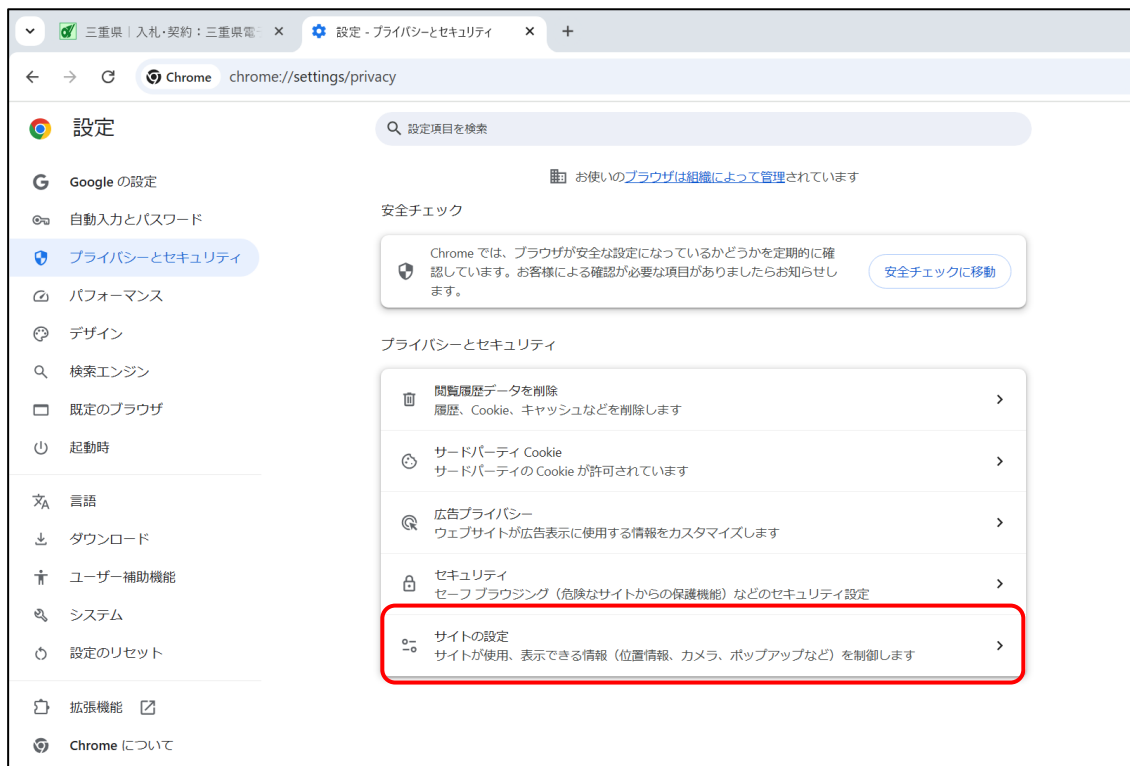 三重県｜入札･契約：三重県電
設定 - プライバシーとセキュリティ
Chrome
chrome://settings/privacy
設定
設定項目を検索
Google の設定
自動入力とパスワード
プライバシーとセキュリティ
パフォーマンス
デザイン
検索エンジン
既定のブラウザ
起動時
言語
ダウンロード
ユーザー補助機能
システム
設定のリセット
拡張機能
Chrome について
お使いのブラウザは組織によって管理されています
安全チェック
Chrome では、ブラウザが安全な設定になっているかどうかを定期的に確
認しています。お客様による確認が必要な項目がありましたらお知らせし
ます。
安全チェックに移動
プライバシーとセキュリティ
閲覧履歴データを削除
履歴、Cookie、キャッシュなどを削除します
サードパーティ Cookie
サードパーティの Cookie が許可されています
広告プライバシー
ウェブサイトが広告表示に使用する情報をカスタマイズします
セキュリティ
セーフ ブラウジング（危険なサイトからの保護機能）などのセキュリティ設定
サイトの設定
サイトが使用、表示できる情報（位置情報、カメラ、ポップアップなど）を制御します